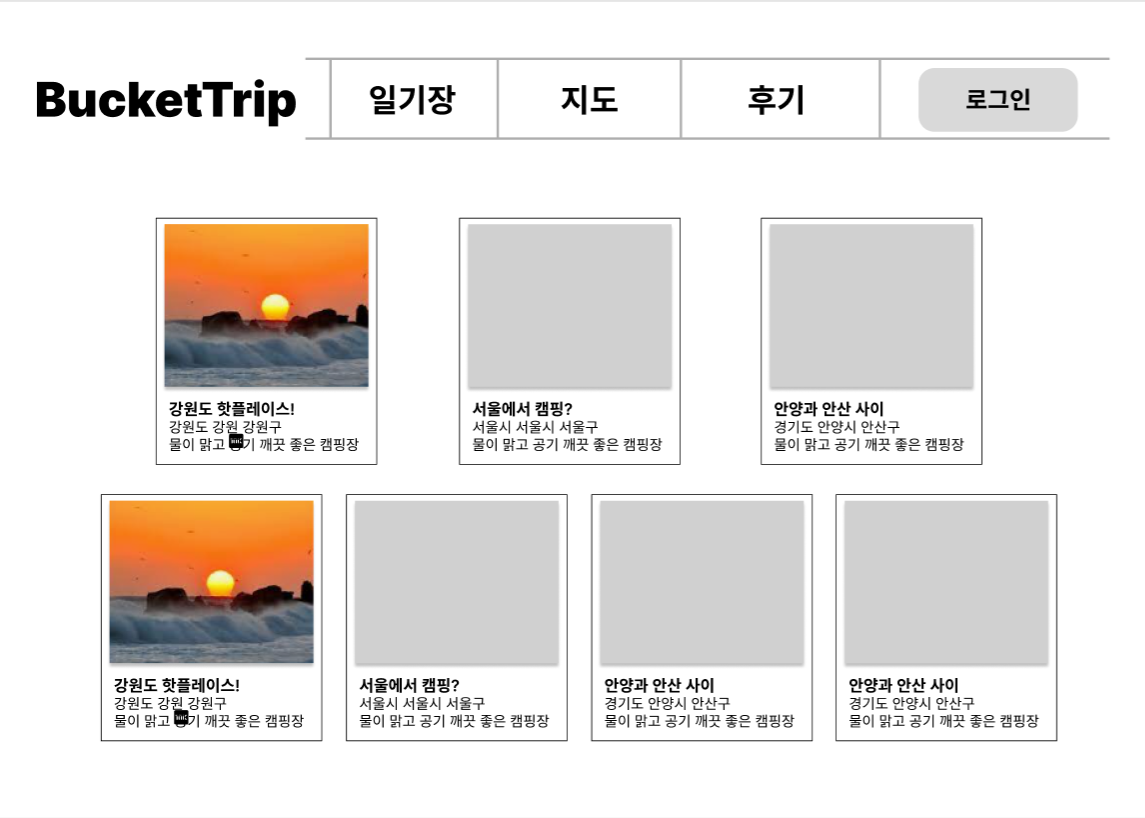 BucketTrip
일기장
지도
후기
로그인
강원도 핫플레이스!
강원도 강원 강원구
물이 맑고 기 깨끗 좋은 캠핑장
서울에서 캠핑?
서울시 서울시 서울구
물이 맑고 공기 깨끗 좋은 캠핑장
안양과 안산 사이
경기도 안양시 안산구
물이 맑고 공기 깨끗 좋은 캠핑장
강원도 핫플레이스!
강원도 강원 강원구
물이 맑고 기 깨끗 좋은 캠핑장
서울에서 캠핑?
서울시 서울시 서울구
물이 맑고 공기 깨끗 좋은 캠핑장
안양과 안산 사이
경기도 안양시 안산구
물이 맑고 공기 깨끗 좋은 캠핑장
안양과 안산 사이
경기도 안양시 안산구
물이 맑고 공기 깨끗 좋은 캠핑장